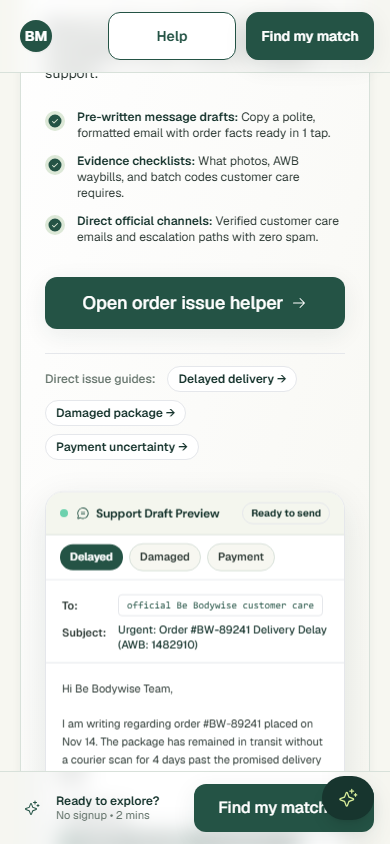 BM
Help
Find my match
support.
Pre-written message drafts: Copy a polite,
formatted email with order facts ready in 1 tap.
Evidence checklists: What photos, AWB
waybills, and batch codes customer care
requires.
Direct official channels: Verified customer care
emails and escalation paths with zero spam.
Open order issue helper →
Direct issue guides:
Delayed delivery →
Damaged package →
Payment uncertainty →
Support Draft Preview
Ready to send
Delayed
Damaged
Payment
To:
official Be Bodywise customer care
Subject:
Urgent: Order #BW-89241 Delivery Delay
(AWB: 1482910)
Hi Be Bodywise Team,
I am writing regarding order #BW-89241 placed on
Nov 14. The package has remained in transit without
a courier scan for 4 days past the promised delivery
Ready to explore?
No signup • 2 mins
Find my match